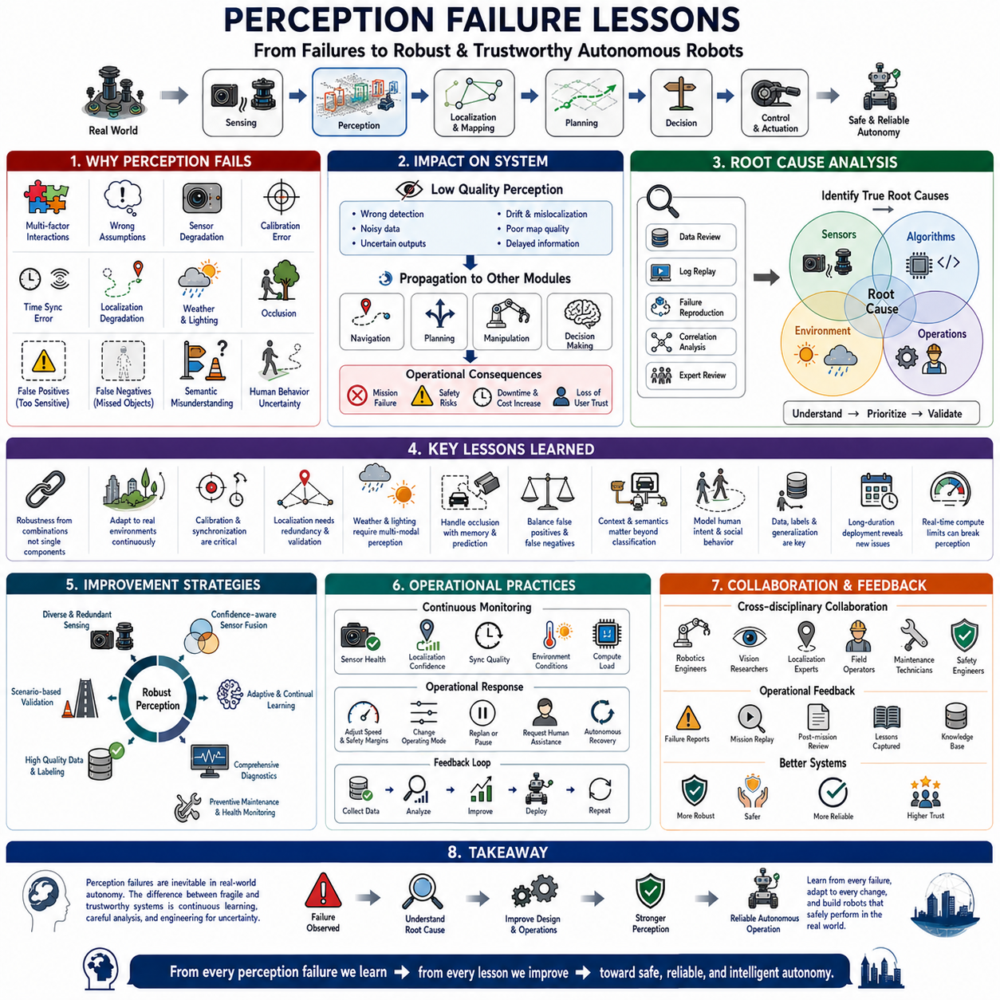 PERCEPTION FAILURE LESSONS
From Failures to Robust & Trustworthy Autonomous Robots
Real World
Sensing
Perception
Localization
& Mapping
Planning
Decision
Control
& Actuation
Safe & Reliable
Autonomy
1. WHY PERCEPTION FAILS
Multi-factor
Interactions
Wrong
Assumptions
Sensor
Degradation
Calibration
Error
Time Sync
Error
Localization
Degradation
Weather
& Lighting
Occlusion
False Positives
(Too Sensitive)
False Negatives
(Missed Objects)
Semantic
Misunderstanding
Human Behavior
Uncertainty
2. IMPACT ON SYSTEM
Low Quality Perception
• Wrong detection
• Noisy data
• Uncertain outputs
• Drift & mislocalization
• Poor map quality
• Delayed information
Propagation to Other Modules
Navigation
Planning
Manipulation
Decision
Making
Operational Consequences
Mission
Failure
Safety
Risks
Downtime &
Cost Increase
Loss of
User Trust
3. ROOT CAUSE ANALYSIS
Data Review
Log Replay
Failure
Reproduction
Correlation
Analysis
Expert Review
Identify True Root Causes
Sensors
Algorithms
</>
Root
Cause
Environment
Operations
Understand → Prioritize → Validate
4. KEY LESSONS LEARNED
Robustness from
combinations
not single
components
Adapt to real
environments
continuously
Calibration &
synchronization
are critical
Localization needs
redundancy &
validation
Weather & lighting
require multi-modal
perception
Handle occlusion
with memory &
prediction
Balance false
positives &
false negatives
Context & semantics
matter beyond
classification
Model human
intent & social
behavior
Data, labels &
generalization
are key
Long-duration
deployment reveals
new issues
Real-time compute
limits can break
perception
5. IMPROVEMENT STRATEGIES
Diverse & Redundant
Sensing
Confidence-aware
Sensor Fusion
Scenario-based
Validation
Robust
Perception
Adaptive & Continual
Learning
High Quality Data
& Labeling
Comprehensive
Diagnostics
Preventive Maintenance
& Health Monitoring
6. OPERATIONAL PRACTICES
Continuous Monitoring
Sensor Health
Localization
Confidence
Sync Quality
Environment
Conditions
Compute
Load
Operational Response
Adjust Speed
& Safety Margins
Change
Operating Mode
Replan or
Pause
Request Human
Assistance
Autonomous
Recovery
Feedback Loop
Collect Data
Analyze
Improve
Deploy
Repeat
7. COLLABORATION & FEEDBACK
Cross-disciplinary Collaboration
Robotics
Engineers
Vision
Researchers
Localization
Experts
Field
Operators
Maintenance
Technicians
Safety
Engineers
Operational Feedback
Failure Reports
Mission Replay
Post-mission
Review
Lessons
Captured
Knowledge
Base
Better Systems
More Robust
Safer
More Reliable
Higher Trust
8. TAKEAWAY
Perception failures are inevitable in real-world
autonomy. The difference between fragile and
trustworthy systems is continuous learning,
careful analysis, and engineering for uncertainty.
Failure
Observed
Understand
Root Cause
Improve Design
& Operations
Stronger
Perception
Reliable Autonomous
Operation
Learn from every failure,
adapt to every change,
and build robots that
safely perform in the
real world.
From every perception failure we learn → from every lesson we improve → toward safe, reliable, and intelligent autonomy.